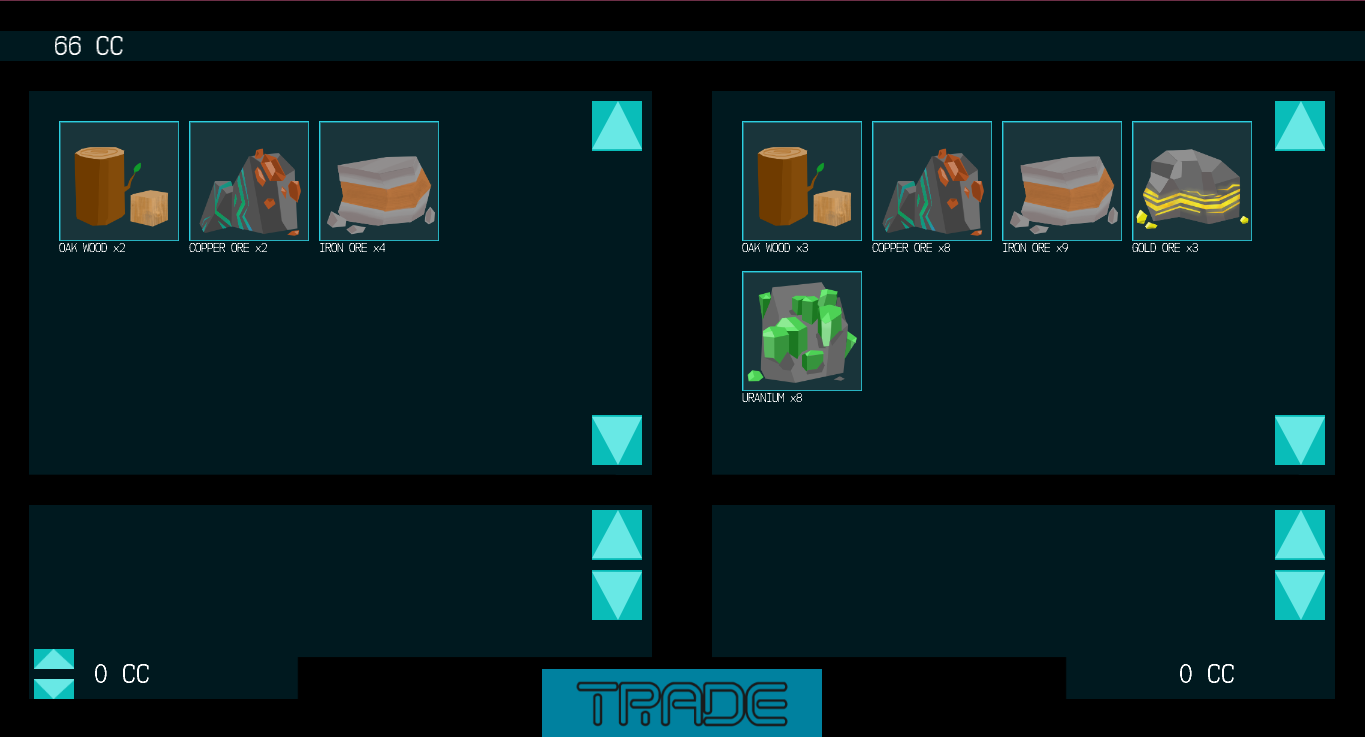 66 CC
OAK WOOD x2
COPPER ORE x2
IRON ORE x4
OAK WOOD x3
COPPER ORE x8
IRON ORE x9
GOLD ORE x3
URANIUM x8
0 CC
0 CC
TRADE